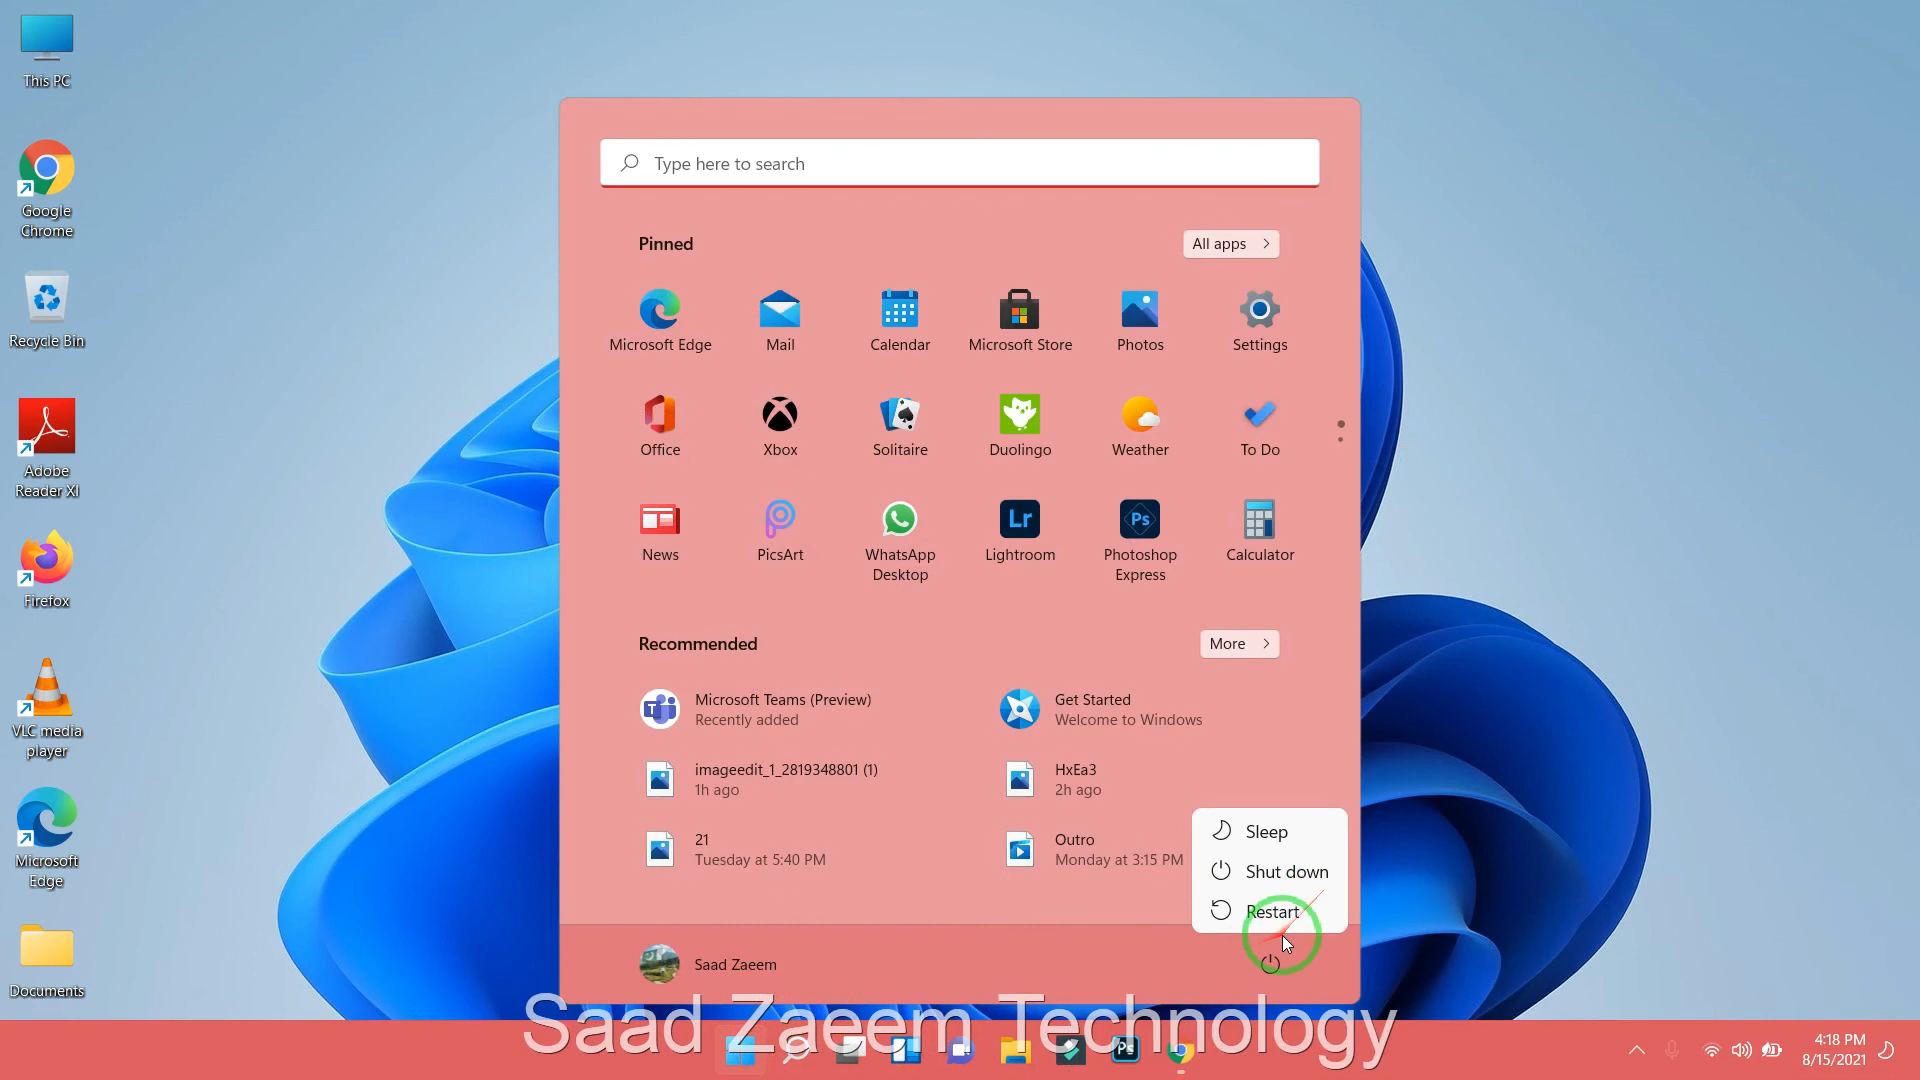 This PC
Google
Chrome
Recycle Bin
Adobe
Reader XI
Firefox
VLC media
player
Microsoft
Edge
Documents
Type here to search
Pinned
All apps
Microsoft Edge
Mail
Calendar
Microsoft Store
Photos
Settings
Office
Xbox
Solitaire
Duolingo
Weather
To Do
News
PicsArt
WhatsApp
Desktop
Lr
Lightroom
Ps
Photoshop
Express
Calculator
Recommended
More
T
Microsoft Teams (Preview)
Recently added
Get Started
Welcome to Windows
imageedit_1_2819348801 (1)
1h ago
HxEa3
2h ago
21
Tuesday at 5:40 PM
Outro
Monday at 3:15 PM
Sleep
Shut down
Restart
Saad Zaeem
Saad Zaeem Technology
Ps
4:18 PM
8/15/2021